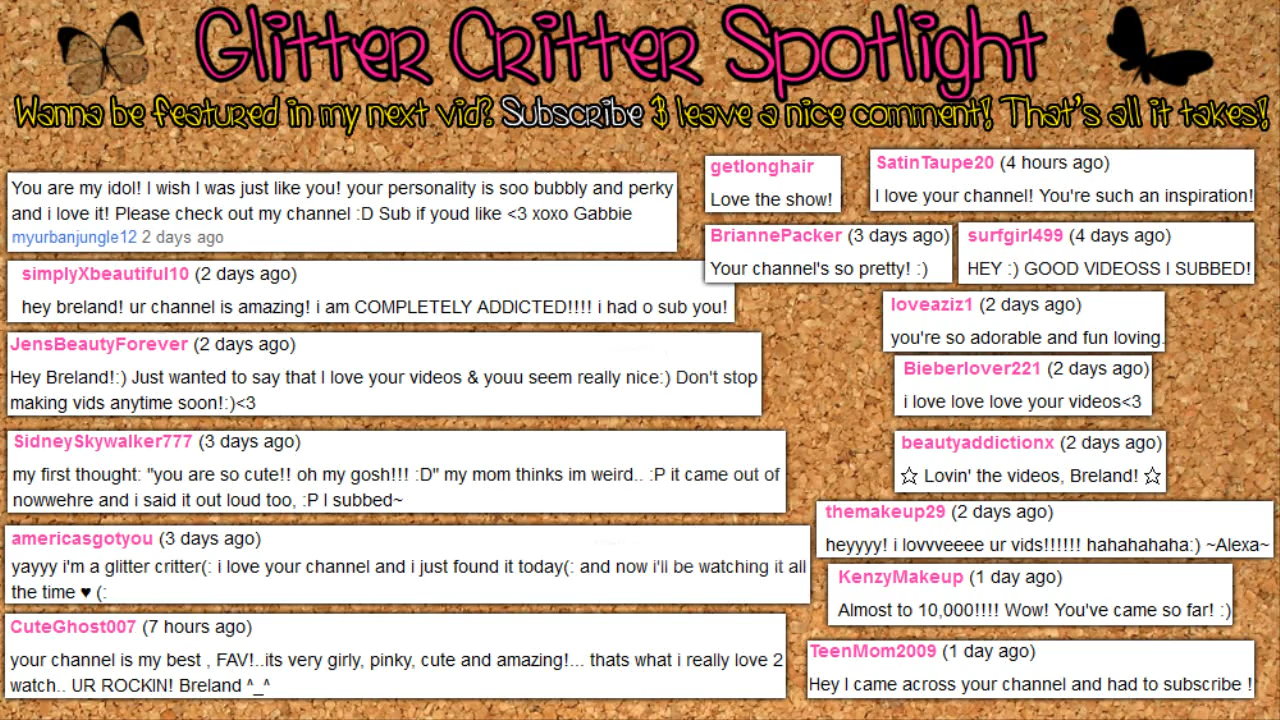 Glitter Critter Spotlight
Wanna be featured in my next vid? Subscribe & leave a nice comment! That's all it takes!
You are my idol! I wish I was just like you! your personality is soo bubbly and perky
and i love it! Please check out my channel :D Sub if youd like <3 xoxo Gabbie
myurbanjungle12 2 days ago
simplyXbeautiful10 (2 days ago)
hey breland! ur channel is amazing! i am COMPLETELY ADDICTED!!!! i had o sub you!
JensBeautyForever (2 days ago)
Hey Breland!:) Just wanted to say that I love your videos & youu seem really nice:) Don't stop
making vids anytime soon!:)<3
SidneySkywalker777 (3 days ago)
my first thought: "you are so cute!! oh my gosh!!! :D" my mom thinks im weird.. :P it came out of
nowwehre and i said it out loud too, :P I subbed~
americasgotyou (3 days ago)
yayyy i'm a glitter critter(: i love your channel and i just found it today(: and now i'll be watching it all
the time ♥ (:
CuteGhost007 (7 hours ago)
your channel is my best , FAV!..its very girly, pinky, cute and amazing!... thats what i really love 2
watch.. UR ROCKIN! Breland ^_^
getlonghair
Love the show!
SatinTaupe20 (4 hours ago)
I love your channel! You're such an inspiration!
BriannePacker (3 days ago)
Your channel's so pretty! :)
surfgirl499 (4 days ago)
HEY :) GOOD VIDEOSS I SUBBED!
loveaziz1 (2 days ago)
you're so adorable and fun loving.
Bieberlover221 (2 days ago)
i love love love your videos<3
beautyaddictionx (2 days ago)
☆ Lovin' the videos, Breland! ☆
themakeup29 (2 days ago)
heyyyy! i lovvveeee ur vids!!!!!! hahahahaha:) ~Alexa~
KenzyMakeup (1 day ago)
Almost to 10,000!!!! Wow! You've came so far! :)
TeenMom2009 (1 day ago)
Hey I came across your channel and had to subscribe !